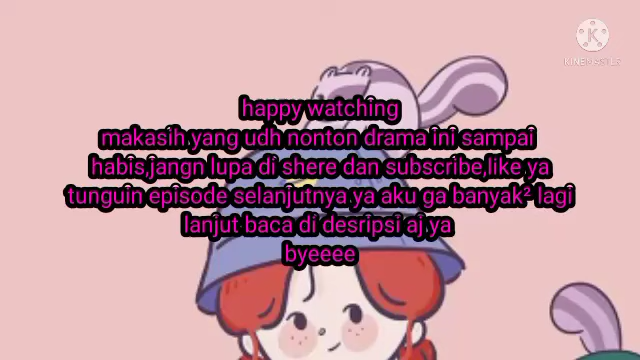 KINEMASTER
happy watching
makasih yang udh nonton drama ini sampai
habis,jangn lupa di shere dan subscribe,like ya
tunguin episode selanjutnya ya aku ga banyak² lagi
lanjut baca di desripsi aj ya
byeeee